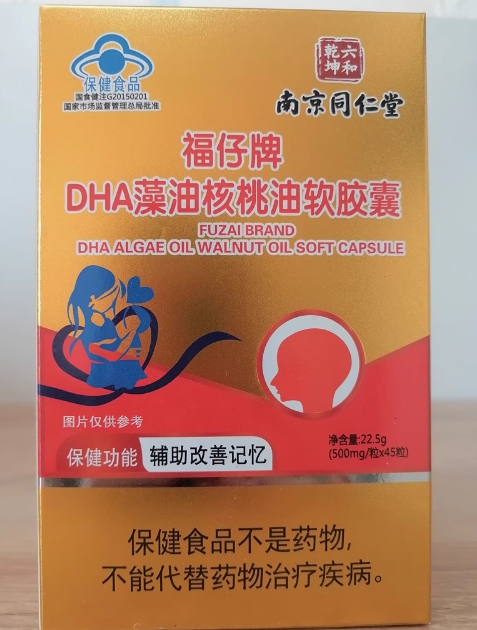 保健食品
国食健注G20150201
国家市场监督管理总局批准
乾六
坤和
南京同仁堂
福仔牌
DHA藻油核桃油软胶囊
FUZAI BRAND
DHA ALGAE OIL WALNUT OIL SOFT CAPSULE
图片仅供参考
保健功能 辅助改善记忆
净含量:22.5g
(500mg/粒x45粒)
保健食品不是药物,
不能代替药物治疗疾病。